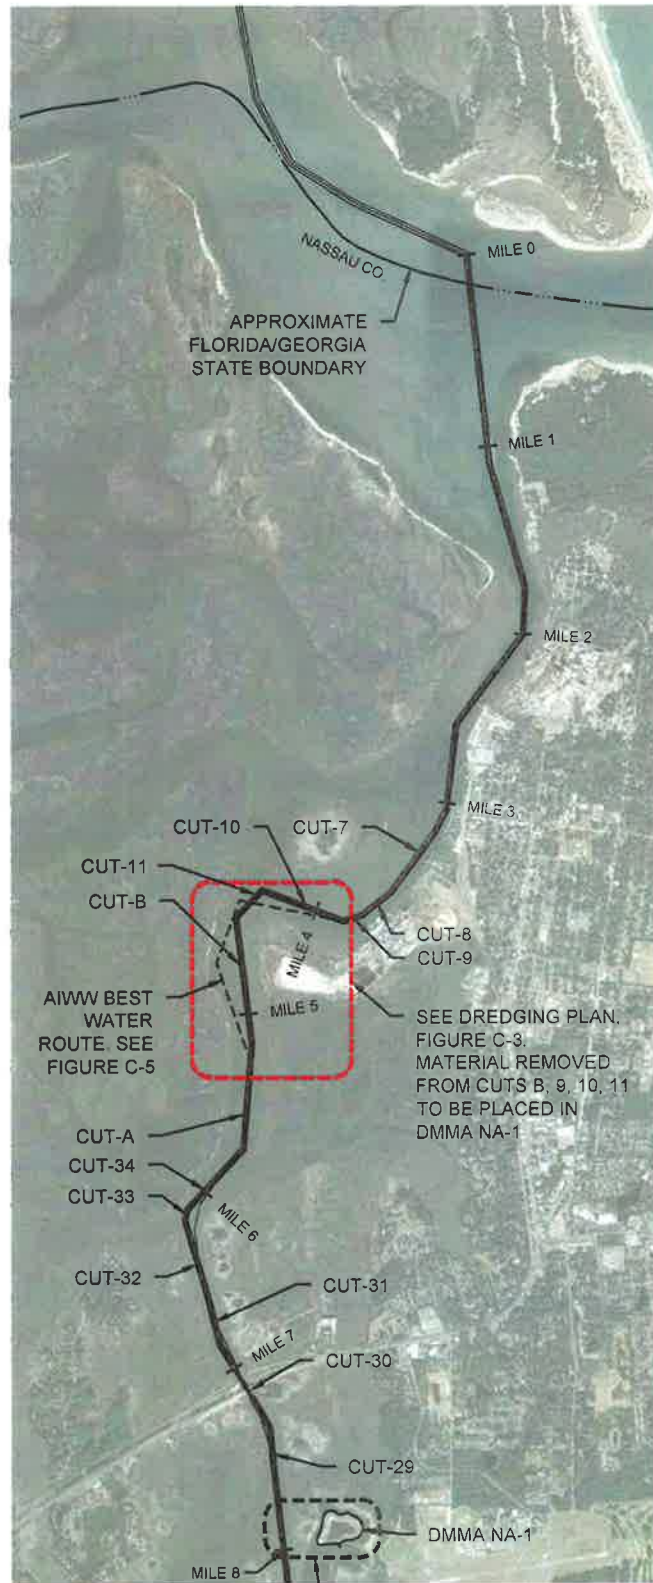 MILE 0
NASSAU CO.
APPROXIMATE
FLORIDA/GEORGIA
STATE BOUNDARY
MILE 1
MILE 2
MILE 3
CUT-10
CUT-7
CUT-11
CUT-B
CUT-8
CUT-9
MILE 4
AIWW BEST
WATER
ROUTE. SEE
FIGURE C-5
MILE 5
SEE DREDGING PLAN,
FIGURE C-3.
MATERIAL REMOVED
FROM CUTS B, 9, 10, 11
TO BE PLACED IN
DMMA NA-1
CUT-A
CUT-34
CUT-33
MILE 6
CUT-32
CUT-31
MILE 7
CUT-30
CUT-29
DMMA NA-1
MILE 8